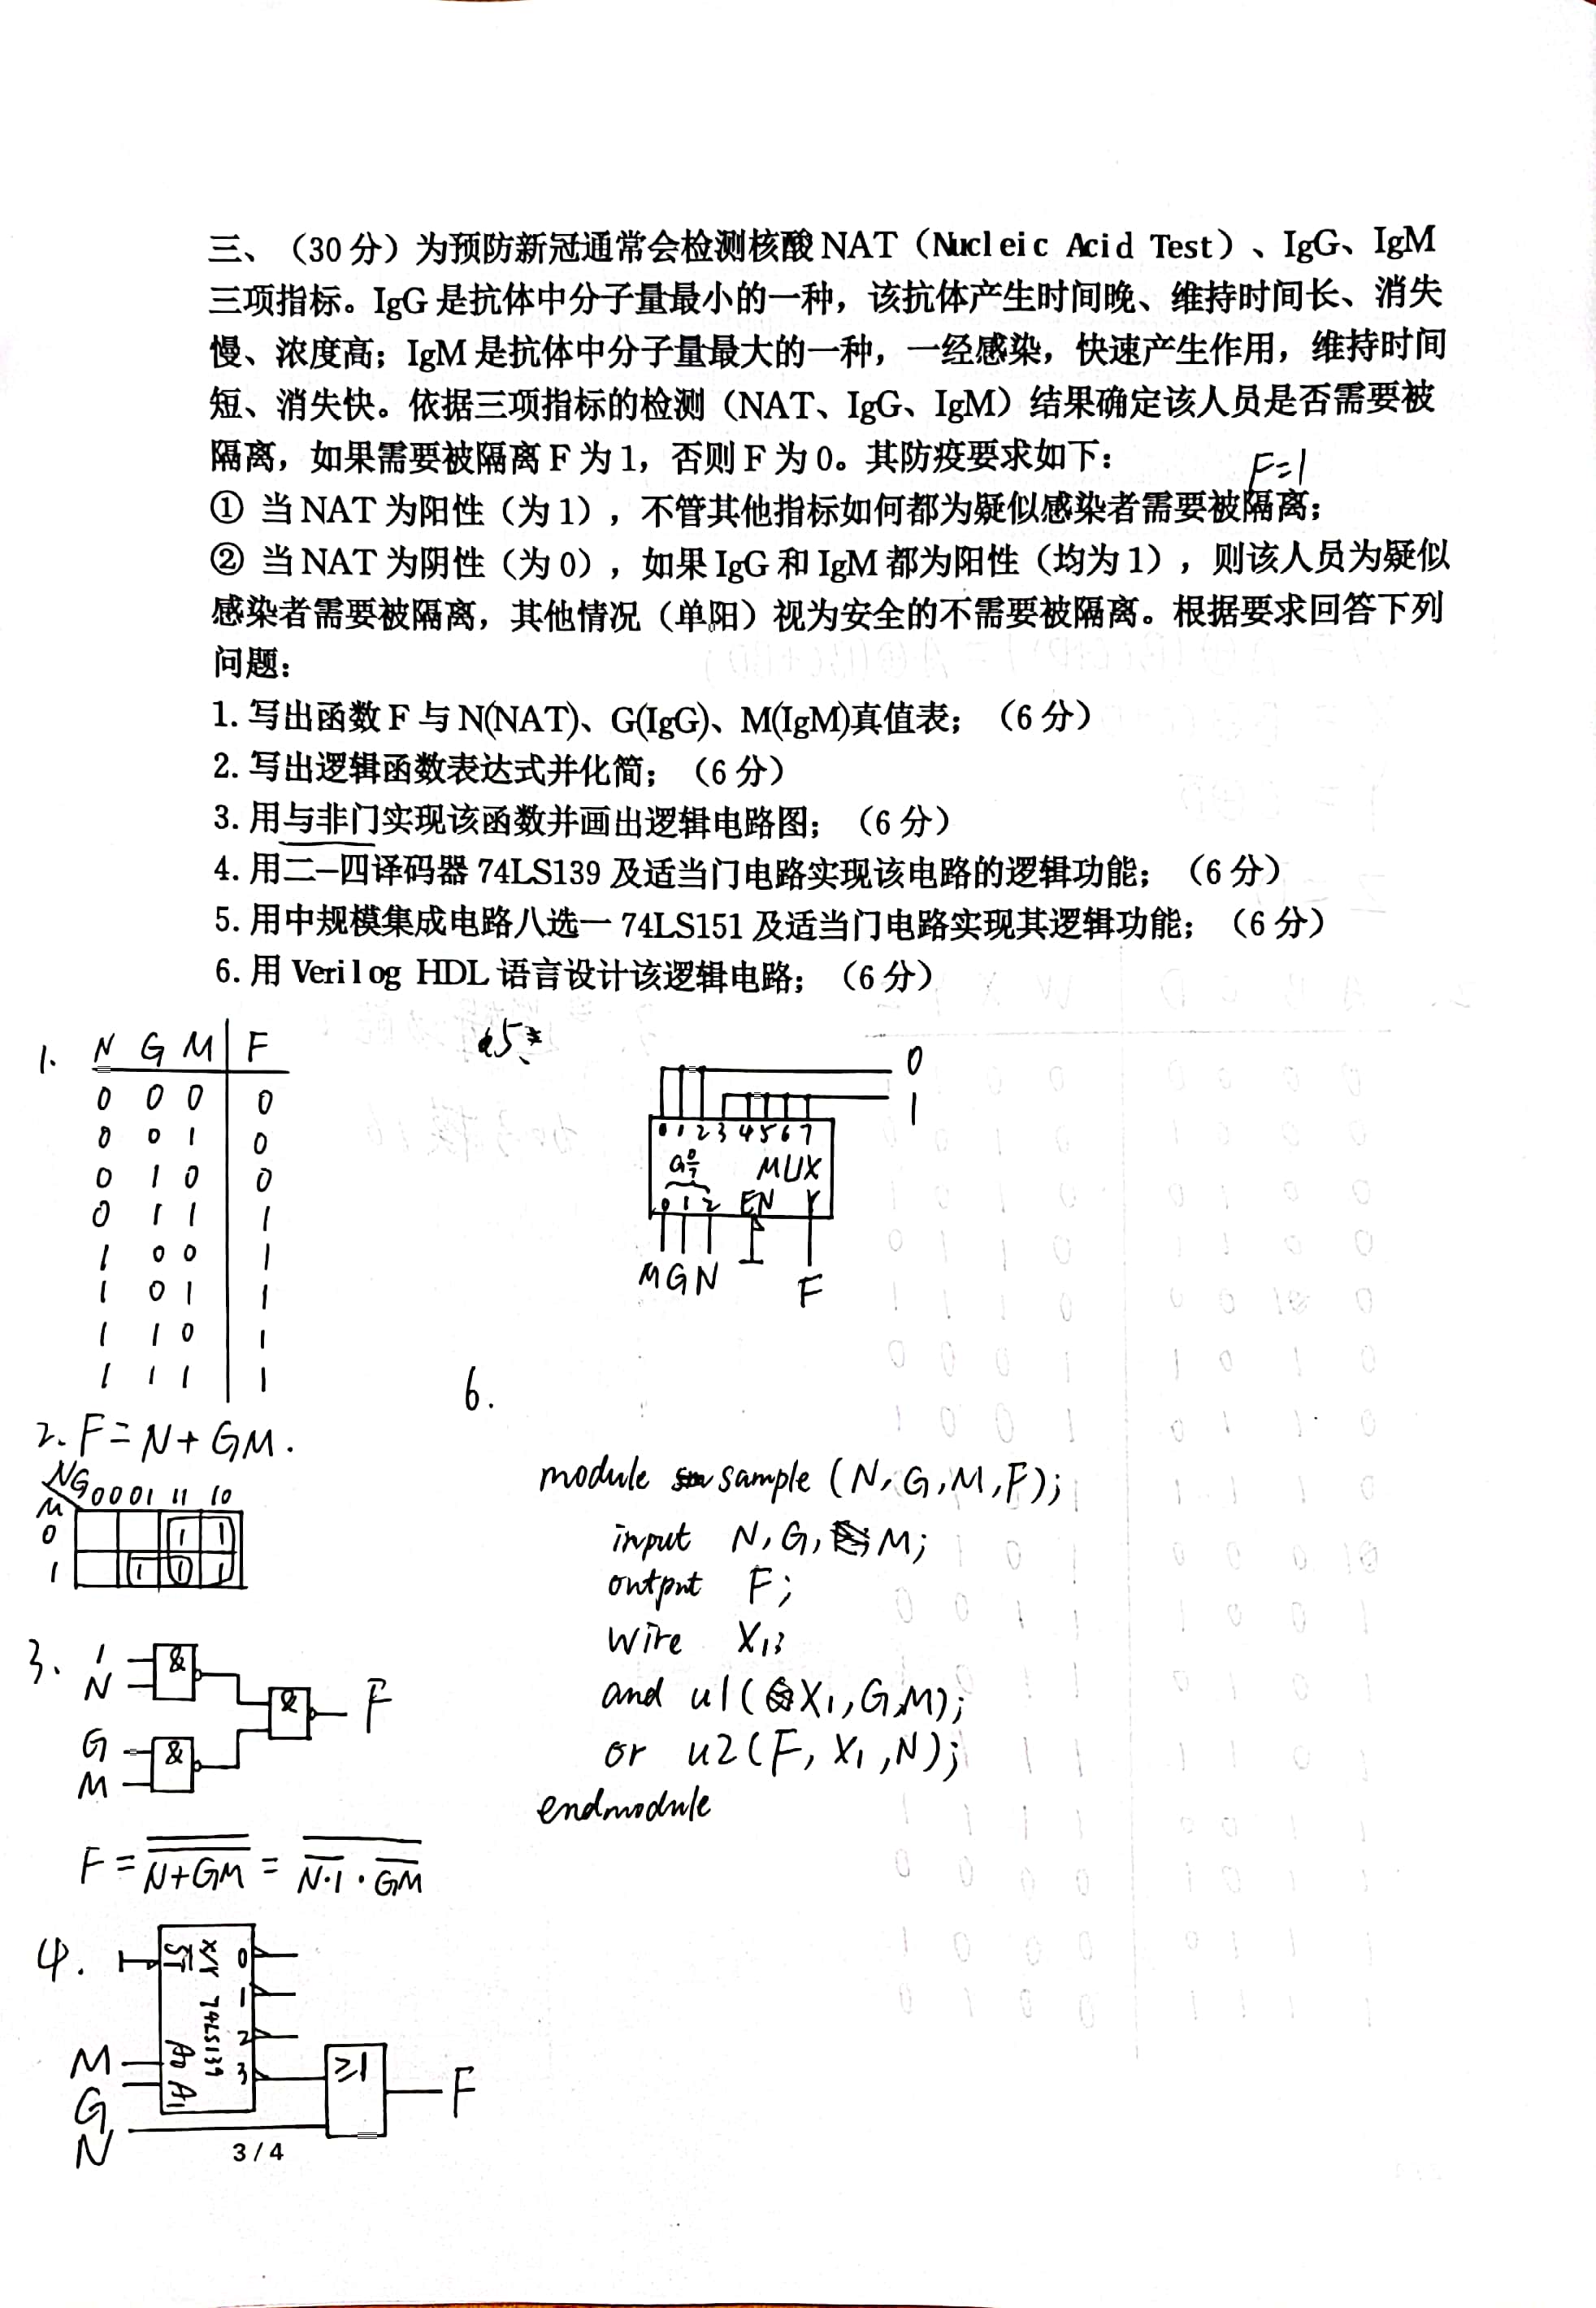 三、（30分）为预防新冠通常会检测核酸NAT（Nucleic Acid Test）、IgG、IgM
三项指标。IgG是抗体中分子量最小的一种，该抗体产生时间晚、维持时间长、消失
慢、浓度高；IgM是抗体中分子量最大的一种，一经感染，快速产生作用，维持时间
短、消失快。依据三项指标的检测（NAT、IgG、IgM）结果确定该人员是否需要被
隔离，如果需要被隔离F为1，否则F为0。其防疫要求如下：
F=1
① 当NAT为阳性（为1），不管其他指标如何都为疑似感染者需要被隔离；
② 当NAT为阴性（为0），如果IgG和IgM都为阳性（均为1），则该人员为疑似
感染者需要被隔离，其他情况（单阳）视为安全的不需要被隔离。根据要求回答下列
问题：
1. 写出函数F与N(NAT)、G(IgG)、M(IgM)真值表；（6分）
2. 写出逻辑函数表达式并化简；（6分）
3. 用与非门实现该函数并画出逻辑电路图；（6分）
4. 用二—四译码器74LS139及适当门电路实现该电路的逻辑功能；（6分）
5. 用中规模集成电路八选一74LS151及适当门电路实现其逻辑功能；（6分）
6. 用Verilog HDL语言设计该逻辑电路；（6分）
1. N G M F
0 0 0 0
0 0 1 0
0 1 0 0
0 1 1 1
1 0 0 1
1 0 1 1
1 1 0 1
1 1 1 1
2. F=N+GM.
NG 00 01 11 10
M
0 1 1
1 1 1 1
3. 1
N
&
G
M
&
&
F
F = \overline{\overline{N+GM}} = \overline{\overline{N·1}·\overline{GM}}
4. \overline{ST} X/Y 0
1
74LS139
2
3
M A0
G A1
N
≥1
F
3 / 4
5.
0
1
0 1 2 3 4 5 6 7
G 0/7 MUX
0 1 2 EN Y
M G N F
6.
module sample (N,G,M,F);
input N,G,M;
output F;
wire X1;
and u1(X1,G,M);
or u2(F,X1,N);
endmodule